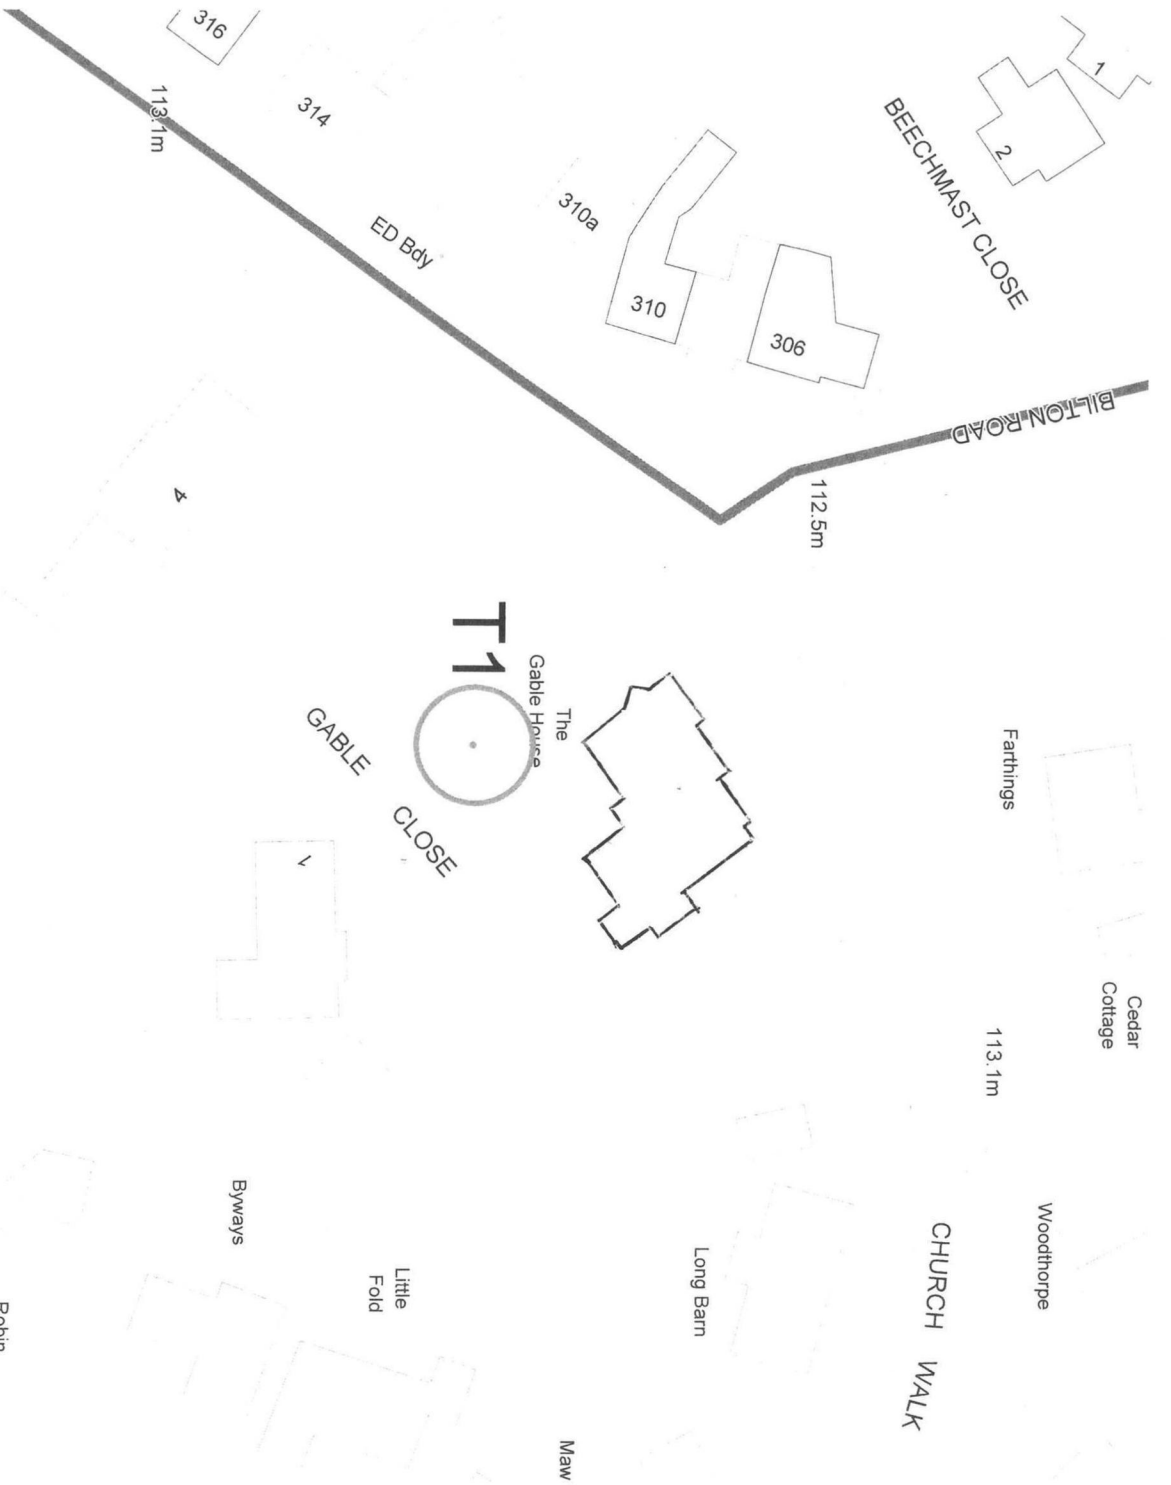 316
113.1m
314
310a
ED Bdy
310
306
1
2
BEECHMAST CLOSE
BILTON ROAD
112.5m
4
T1
The
Gable House
GABLE CLOSE
1
Farthings
Cedar
Cottage
113.1m
Byways
Little
Fold
Long Barn
Woodthorpe
CHURCH WALK
Maw
Robin